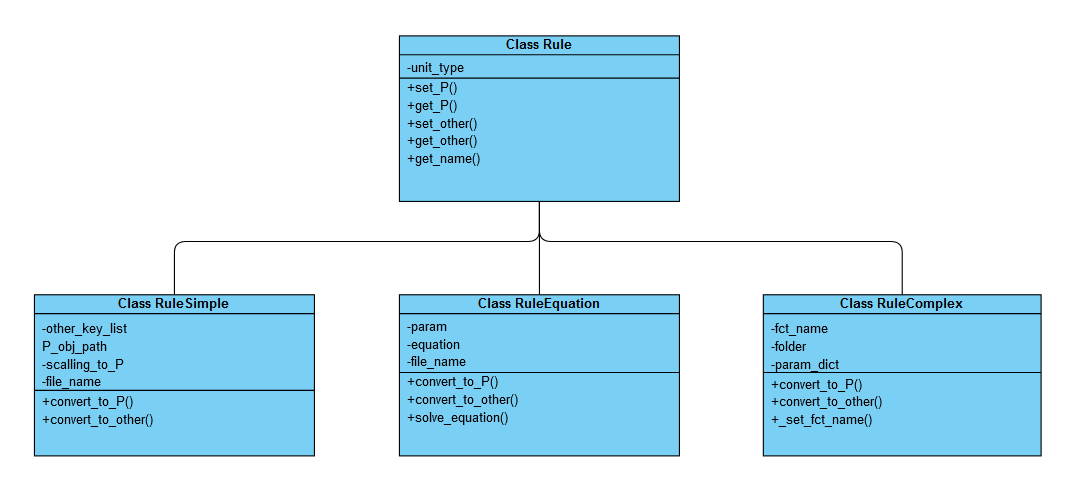 Class Rule
-unit_type
+set_P()
+get_P()
+set_other()
+get_other()
+get_name()
Class RuleSimple
-other_key_list
P_obj_path
-scalling_to_P
-file_name
+convert_to_P()
+convert_to_other()
Class RuleEquation
-param
-equation
-file_name
+convert_to_P()
+convert_to_other()
+solve_equation()
Class RuleComplex
-fct_name
-folder
-param_dict
+convert_to_P()
+convert_to_other()
+_set_fct_name()